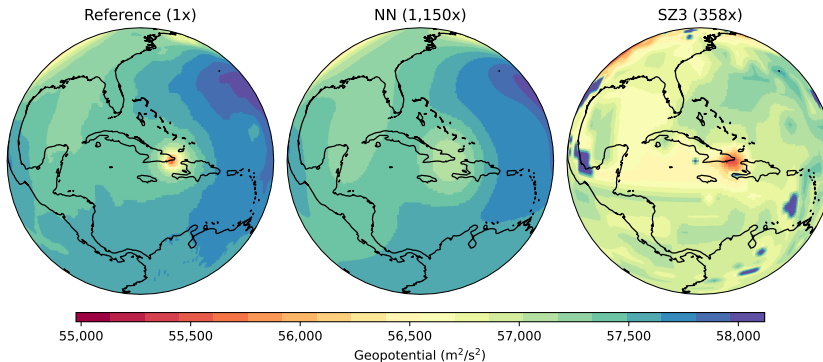 Reference (1x) NN (1,150x) SZ3 (358x)
55,000 55,500 56,000 56,500 57,000 57,500 58,000
Geopotential (m²/s²)